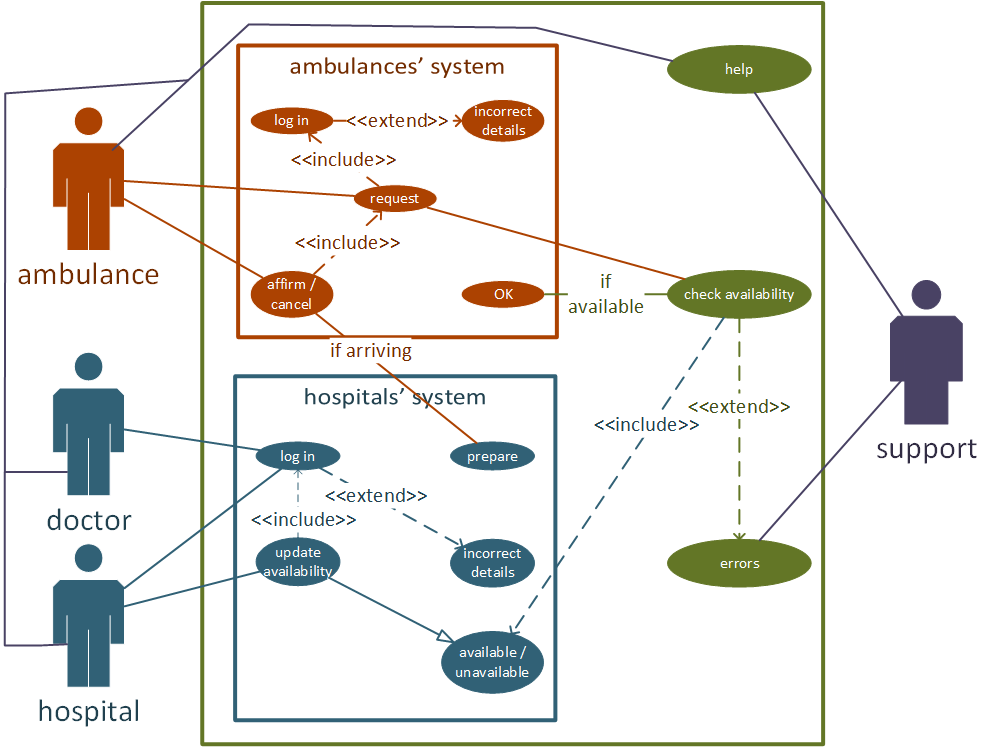 ambulances’ system
help
log in
<<extend>>
incorrect
details
<<include>>
request
<<include>>
ambulance
affirm /
cancel
OK
if
available
check availability
if arriving
hospitals’ system
<<include>>
<<extend>>
support
log in
prepare
<<extend>>
<<include>>
doctor
update
availability
incorrect
details
errors
available /
unavailable
hospital